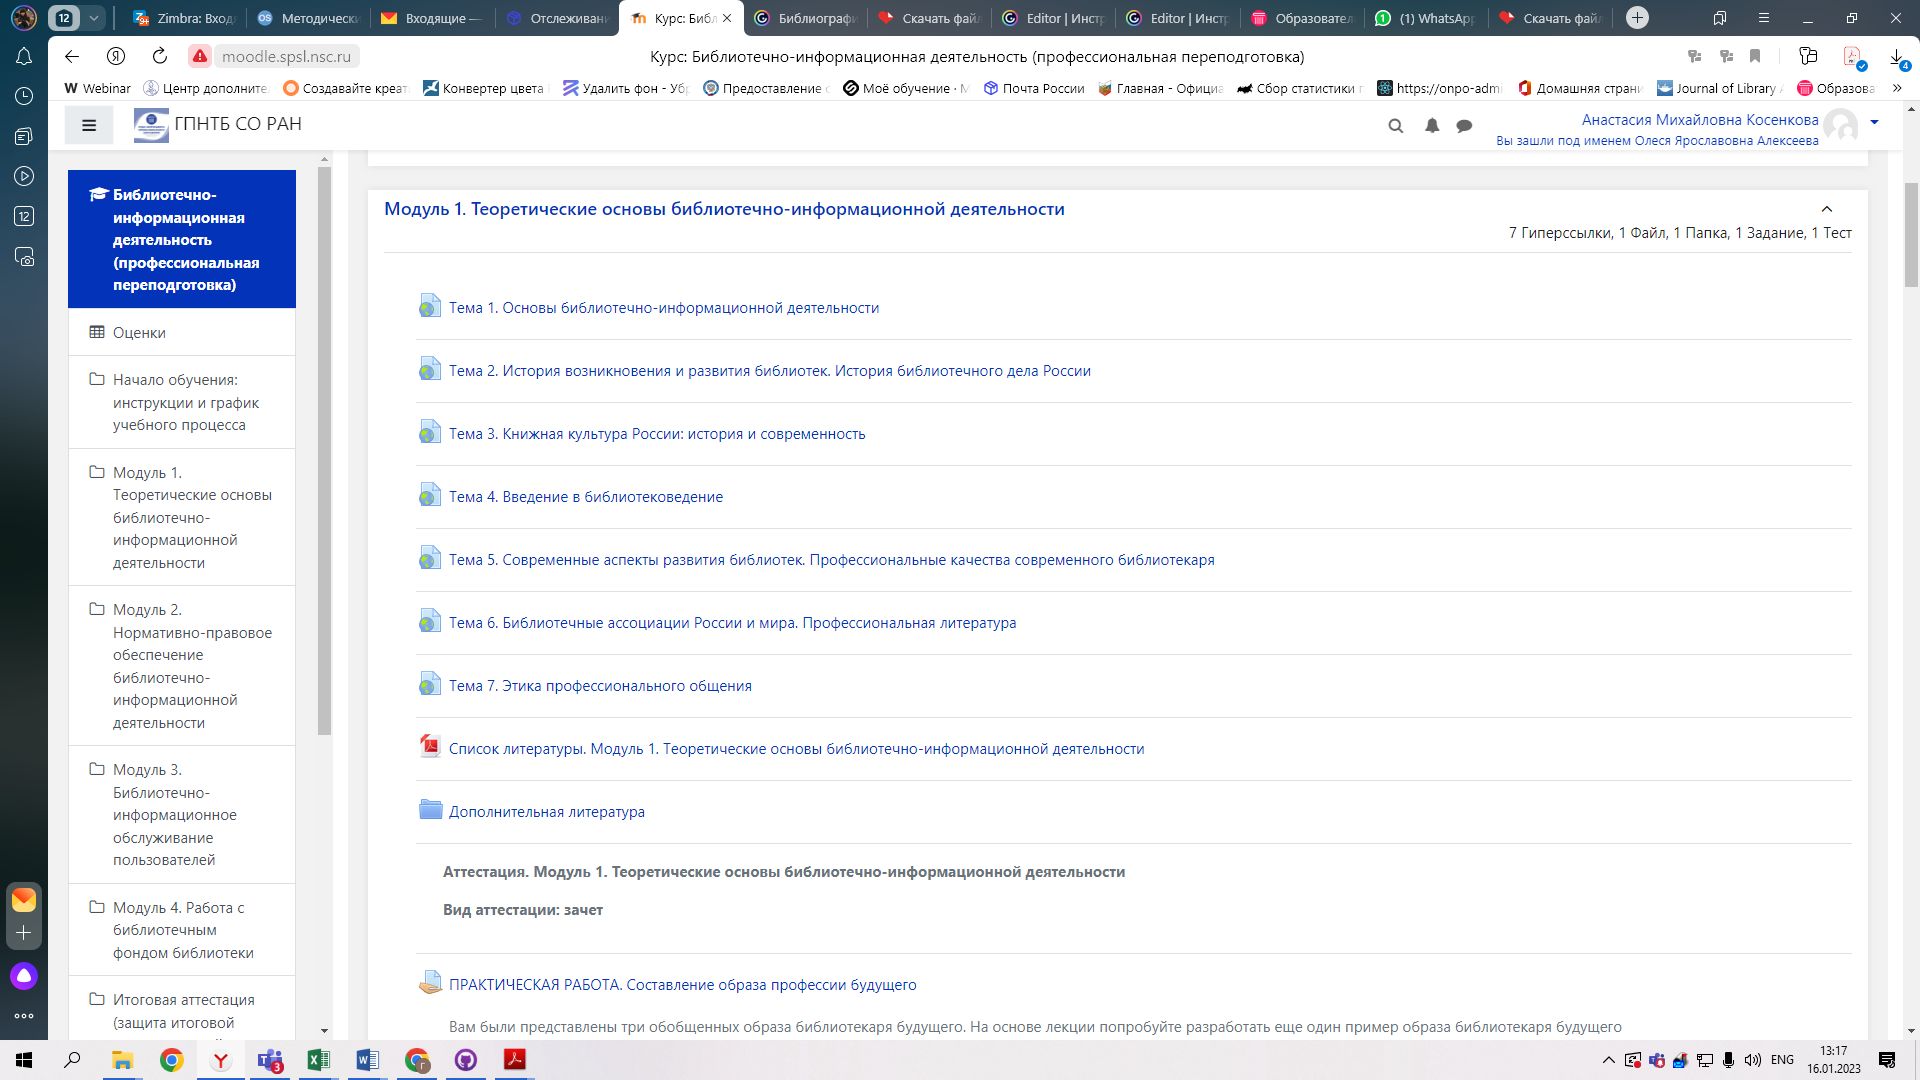 12
Zimbra: Вход
Методически
Входящие —
Отслеживани
Курс: Библ
Библиографи
Скачать файл
Editor | Инстр
Editor | Инстр
Образовател
(1) WhatsApp
Скачать файл
moodle.spsl.nsc.ru
Курс: Библиотечно-информационная деятельность (профессиональная переподготовка)
4
Webinar
Центр дополните
Создавайте креат
Конвертер цвета
Удалить фон - Убр
Предоставление с
Моё обучение · М
Почта России
Главная - Официа
Сбор статистики п
https://onpo-admi
Домашняя страни
Journal of Library A
Образова
ГПНТБ СО РАН
Анастасия Михайловна Косенкова
Вы зашли под именем Олеся Ярославовна Алексеева
12
Библиотечно-
информационная
деятельность
(профессиональная
переподготовка)
Оценки
Начало обучения:
инструкции и график
учебного процесса
Модуль 1.
Теоретические основы
библиотечно-
информационной
деятельности
Модуль 2.
Нормативно-правовое
обеспечение
библиотечно-
информационной
деятельности
Модуль 3.
Библиотечно-
информационное
обслуживание
пользователей
Модуль 4. Работа с
библиотечным
фондом библиотеки
Итоговая аттестация
(защита итоговой
Модуль 1. Теоретические основы библиотечно-информационной деятельности
7 Гиперссылки, 1 Файл, 1 Папка, 1 Задание, 1 Тест
Тема 1. Основы библиотечно-информационной деятельности
Тема 2. История возникновения и развития библиотек. История библиотечного дела России
Тема 3. Книжная культура России: история и современность
Тема 4. Введение в библиотековедение
Тема 5. Современные аспекты развития библиотек. Профессиональные качества современного библиотекаря
Тема 6. Библиотечные ассоциации России и мира. Профессиональная литература
Тема 7. Этика профессионального общения
Список литературы. Модуль 1. Теоретические основы библиотечно-информационной деятельности
Дополнительная литература
Аттестация. Модуль 1. Теоретические основы библиотечно-информационной деятельности
Вид аттестации: зачет
ПРАКТИЧЕСКАЯ РАБОТА. Составление образа профессии будущего
Вам были представлены три обобщенных образа библиотекаря будущего. На основе лекции попробуйте разработать еще один пример образа библиотекаря будущего
3
ENG
13:17
16.01.2023